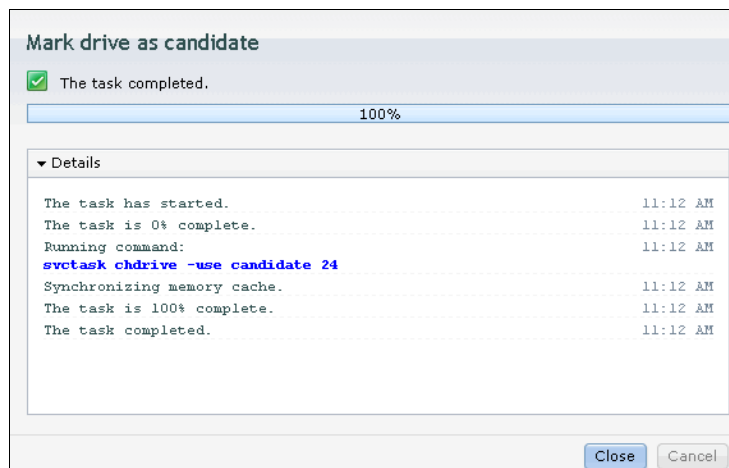 Mark drive as candidate
The task completed.
100%
Details
The task has started. 11:12 AM
The task is 0% complete. 11:12 AM
Running command: 11:12 AM
svctask chdrive -use candidate 24
Synchronizing memory cache. 11:12 AM
The task is 100% complete. 11:12 AM
The task completed. 11:12 AM
Close Cancel